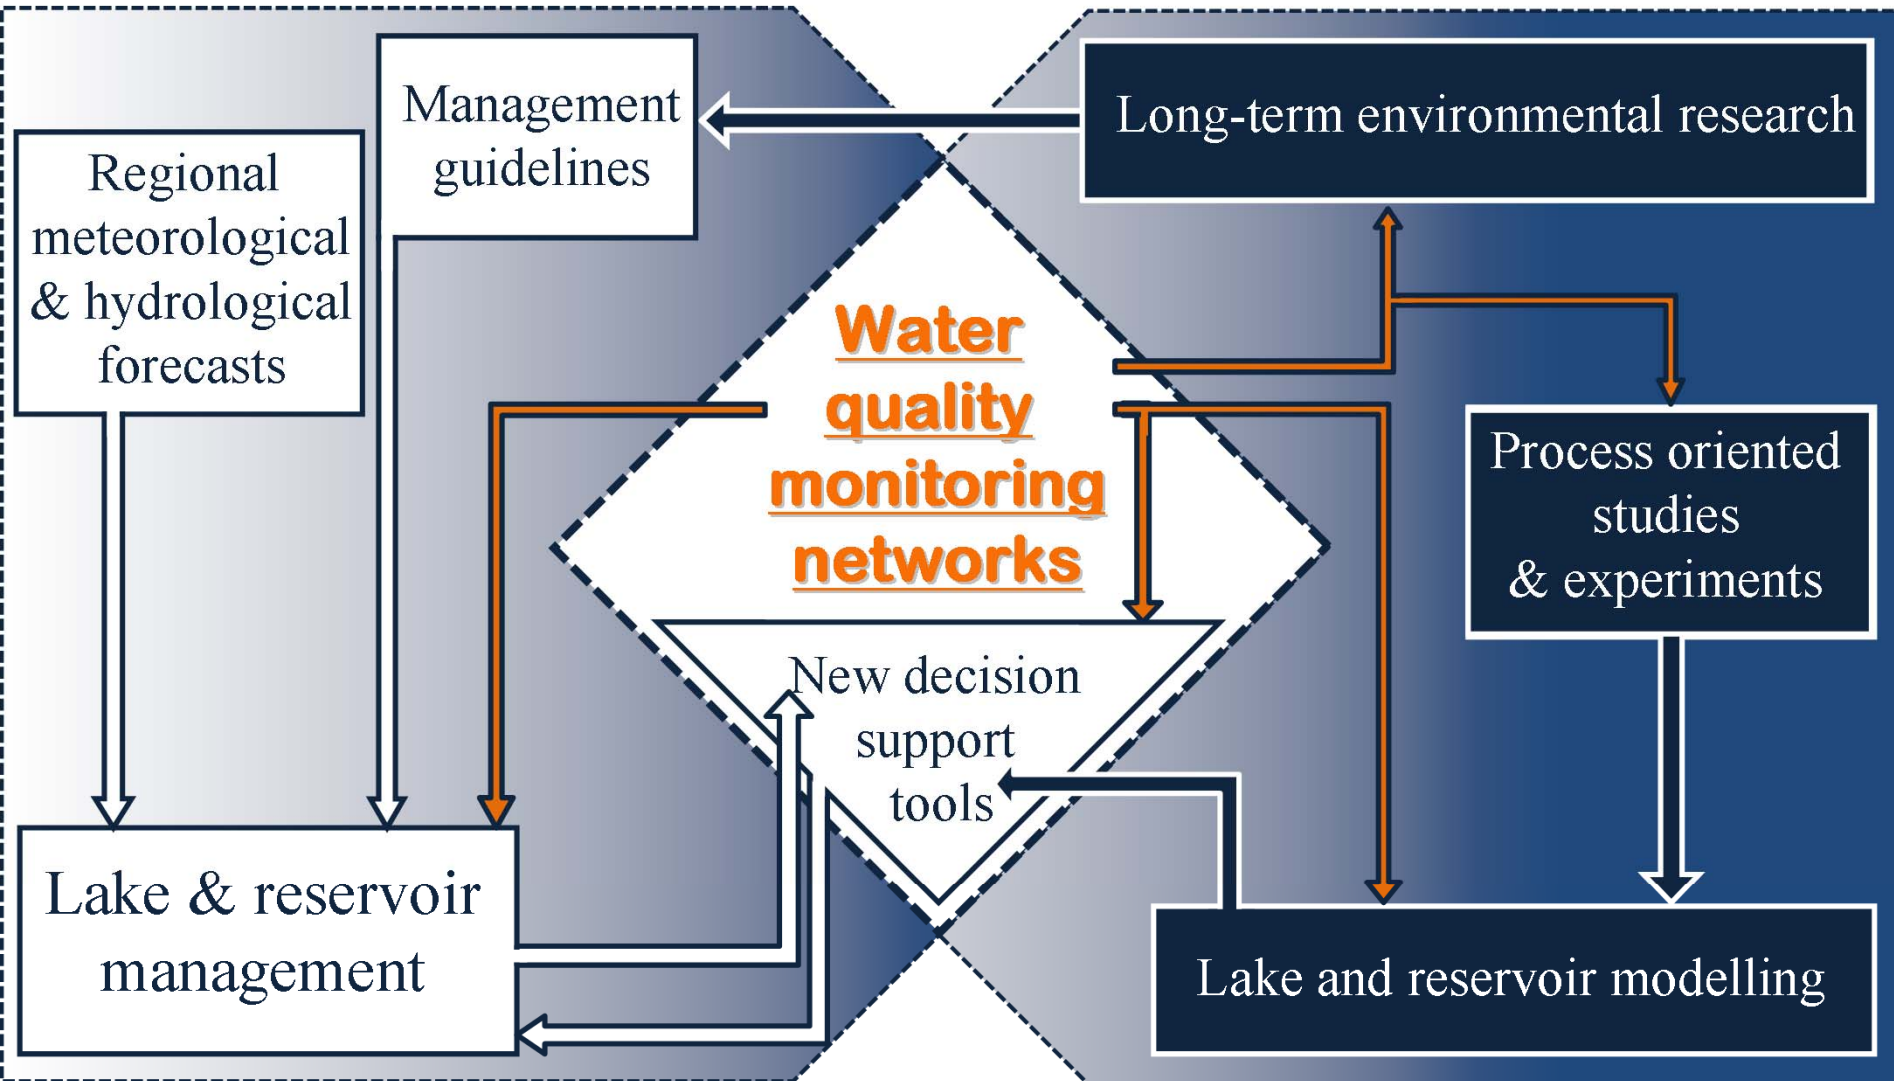 Management
guidelines
Long-term environmental research
Regional
meteorological
& hydrological
forecasts
Water
quality
monitoring
networks
Process oriented
studies
& experiments
New decision
support
tools
Lake & reservoir
management
Lake and reservoir modelling